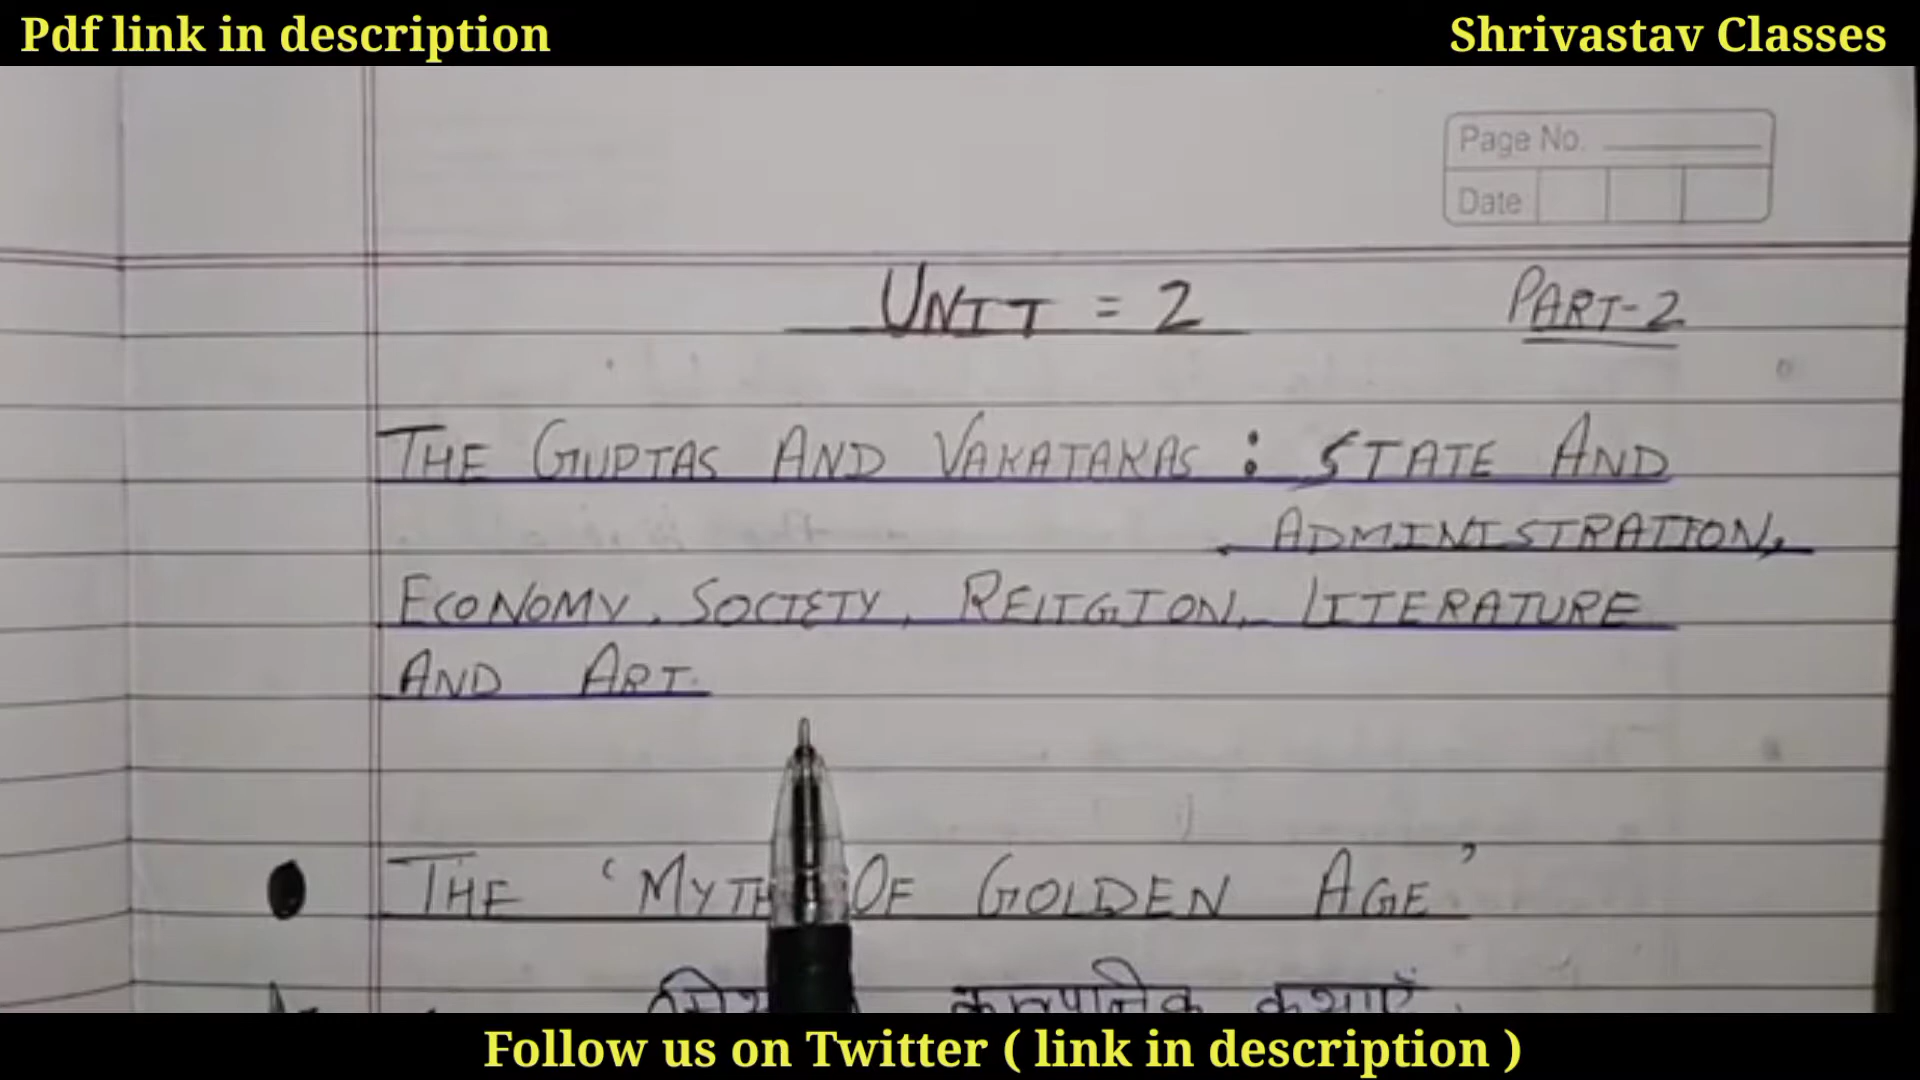 Pdf link in description
Shrivastav Classes
Page No.
Date
UNIT = 2
PART-2
THE GUPTAS AND VAKATAKAS : STATE AND
ADMINISTRATION,
ECONOMY, SOCIETY, RELIGION, LITERATURE
AND ART.
THE 'MYTH OF GOLDEN AGE'
काल्पनिक कथाएँ
Follow us on Twitter ( link in description )